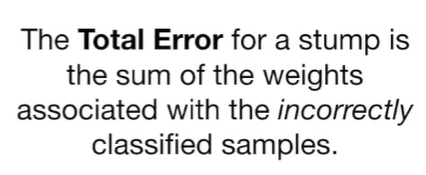 The Total Error for a stump is
the sum of the weights
associated with the incorrectly
classified samples.